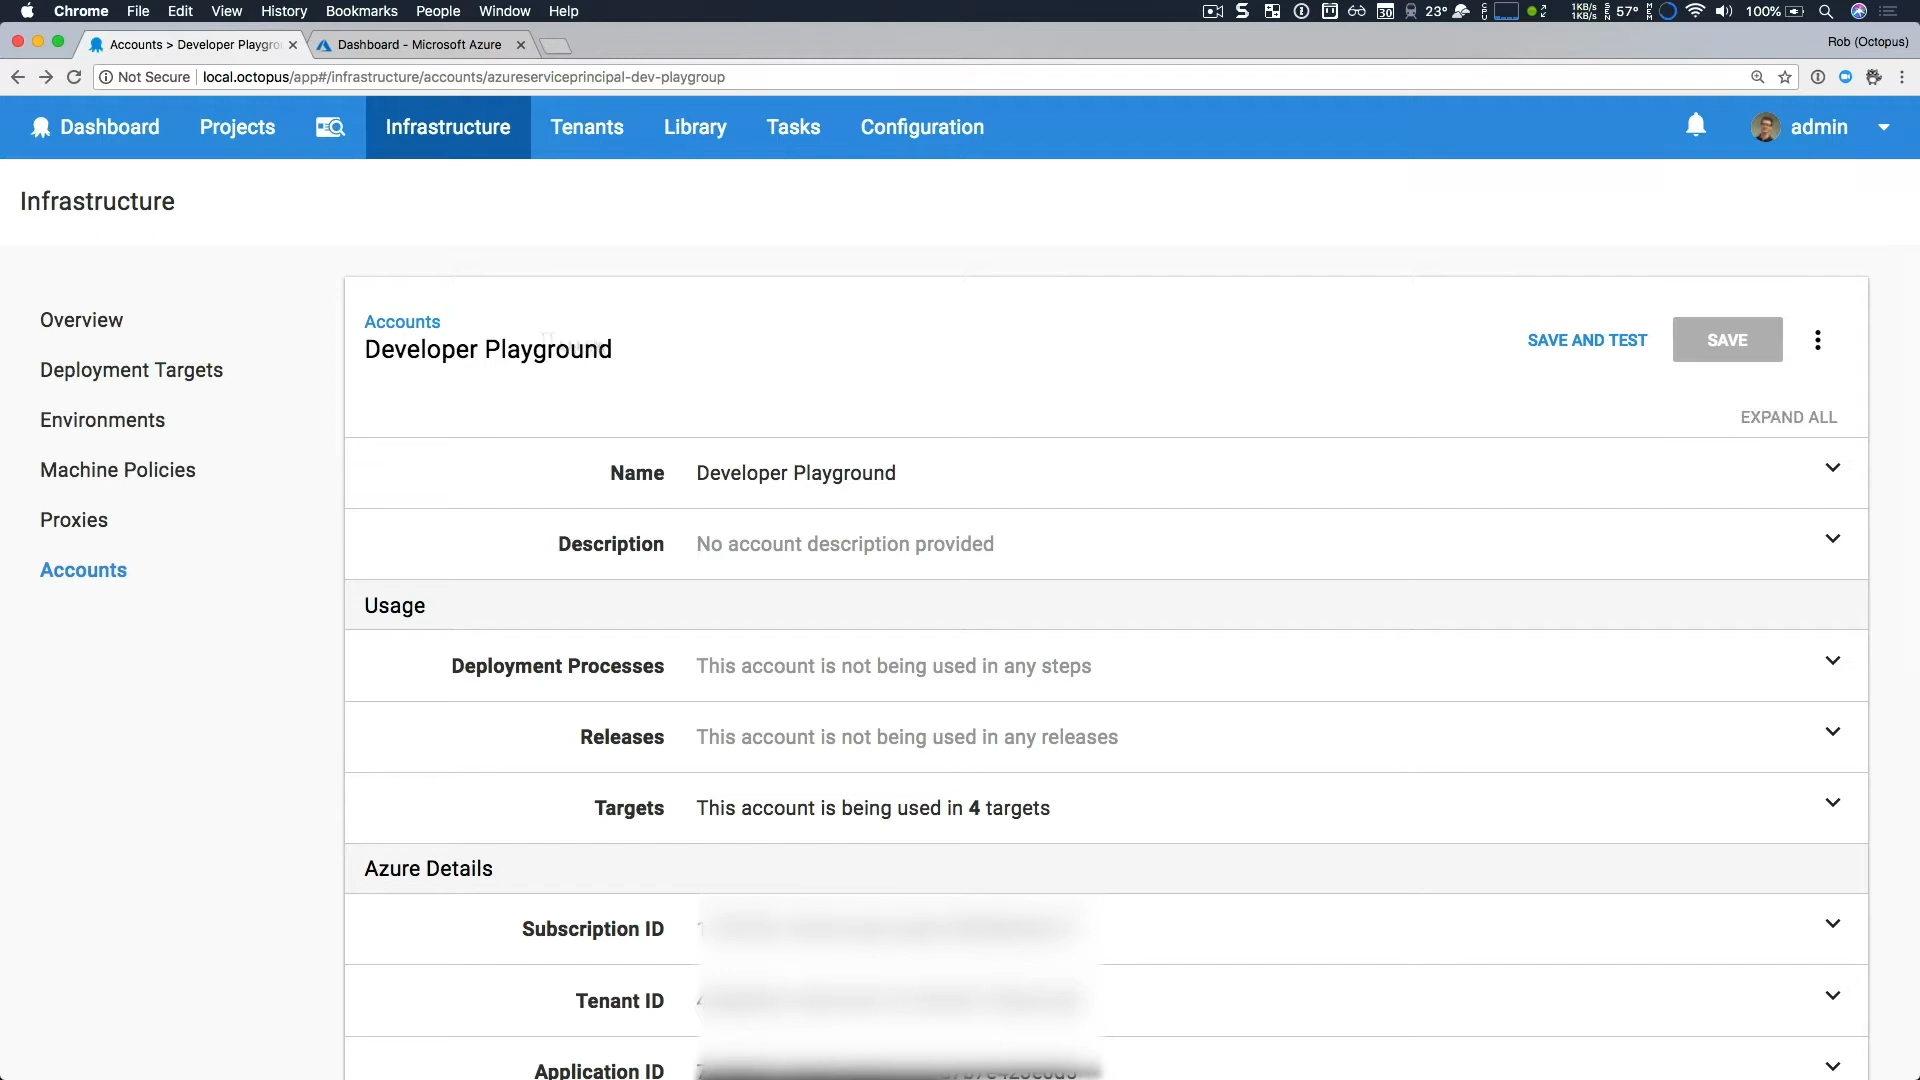 Chrome File Edit View History Bookmarks People Window Help 30 23° 1KB/s 1KB/s 57° 100%
Accounts > Developer Playgro Dashboard - Microsoft Azure Rob (Octopus)
Not Secure local.octopus/app#/infrastructure/accounts/azureserviceprincipal-dev-playgroup
Dashboard Projects Infrastructure Tenants Library Tasks Configuration admin
Infrastructure
Overview
Deployment Targets
Environments
Machine Policies
Proxies
Accounts
Accounts
Developer Playground
SAVE AND TEST SAVE
EXPAND ALL
Name Developer Playground
Description No account description provided
Usage
Deployment Processes This account is not being used in any steps
Releases This account is not being used in any releases
Targets This account is being used in 4 targets
Azure Details
Subscription ID
Tenant ID
Application ID